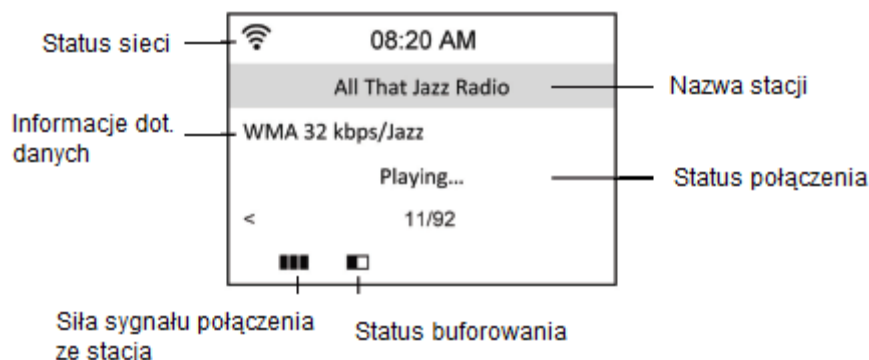 Status sieci
08:20 AM
All That Jazz Radio
Nazwa stacji
Informacje dot.
danych
WMA 32 kbps/Jazz
Playing...
Status połączenia
<
11/92
Siła sygnału połączenia
ze stacja
Status buforowania